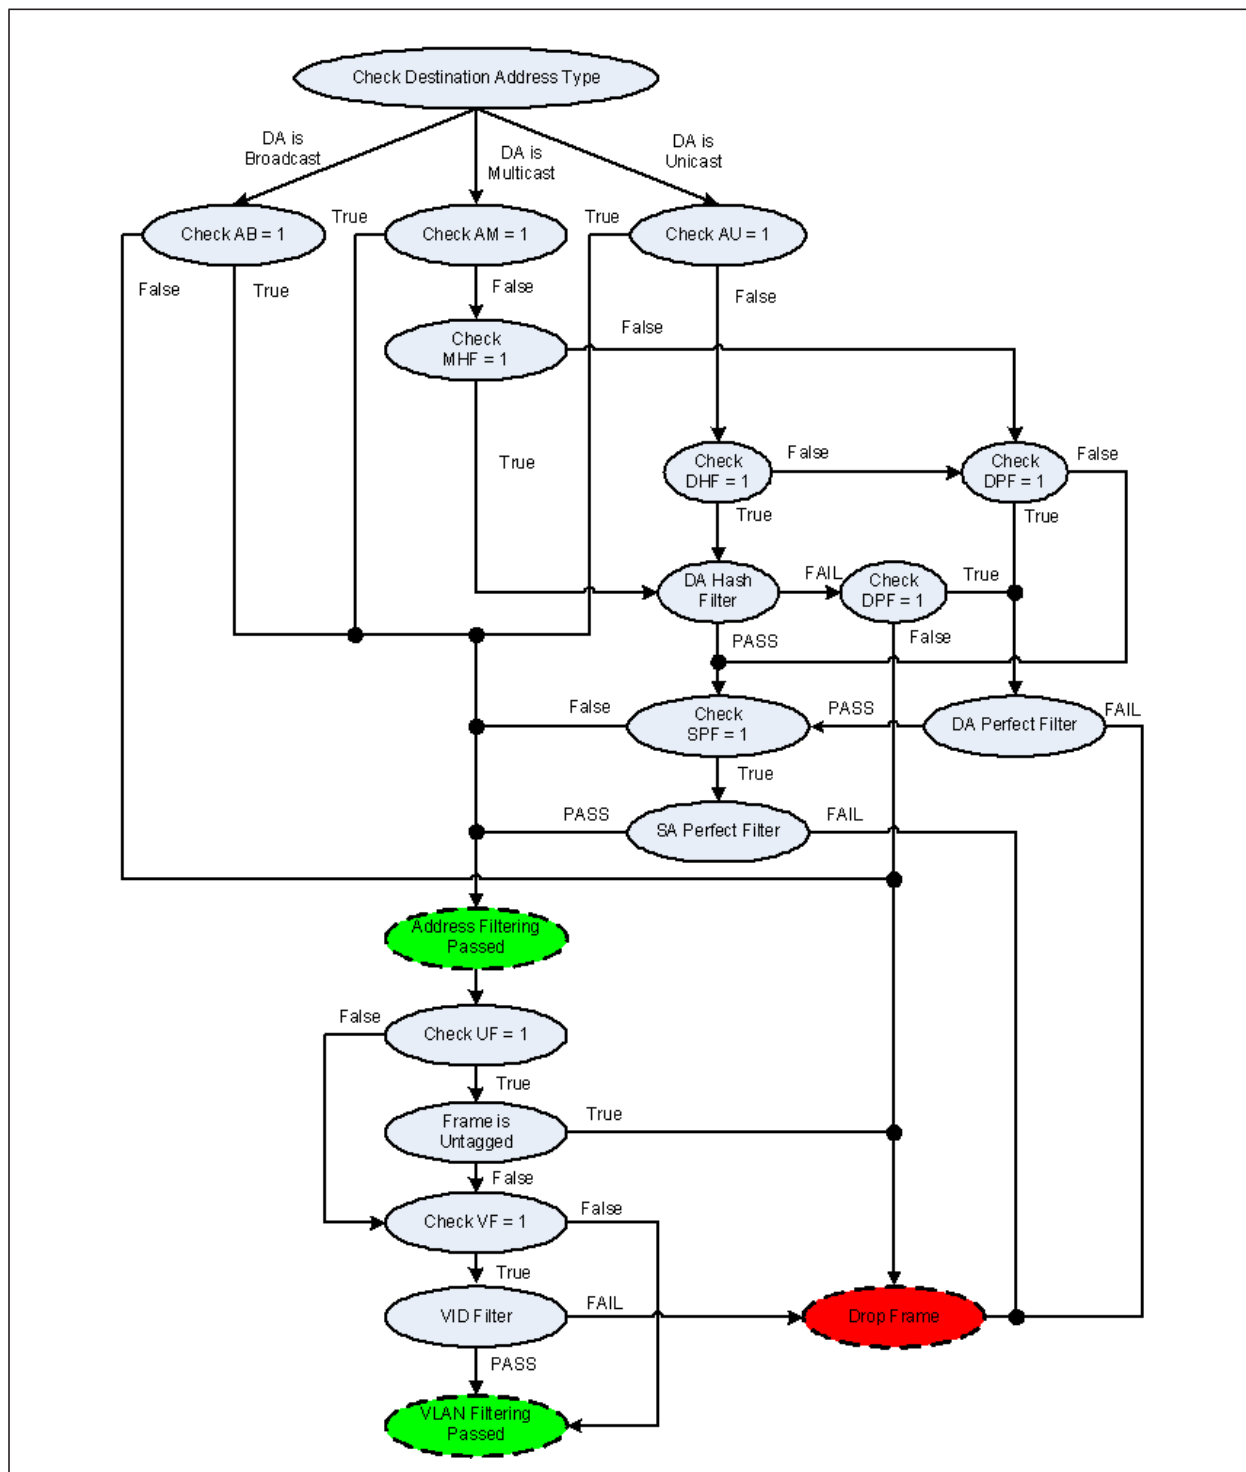 Check Destination Address Type
DA is
Broadcast
DA is
Multicast
DA is
Unicast
Check AB = 1
True
Check AM = 1
True
Check AU = 1
False
True
False
False
Check
MHF = 1
False
True
Check
DHF = 1
False
Check
DPF = 1
False
True
True
DA Hash
Filter
FAIL
Check
DPF = 1
True
PASS
False
False
Check
SPF = 1
PASS
DA Perfect Filter
FAIL
True
PASS
SA Perfect Filter
FAIL
Address Filtering
Passed
False
Check UF = 1
True
Frame is
Untagged
True
False
Check VF = 1
False
True
VID Filter
FAIL
Drop Frame
PASS
VLAN Filtering
Passed